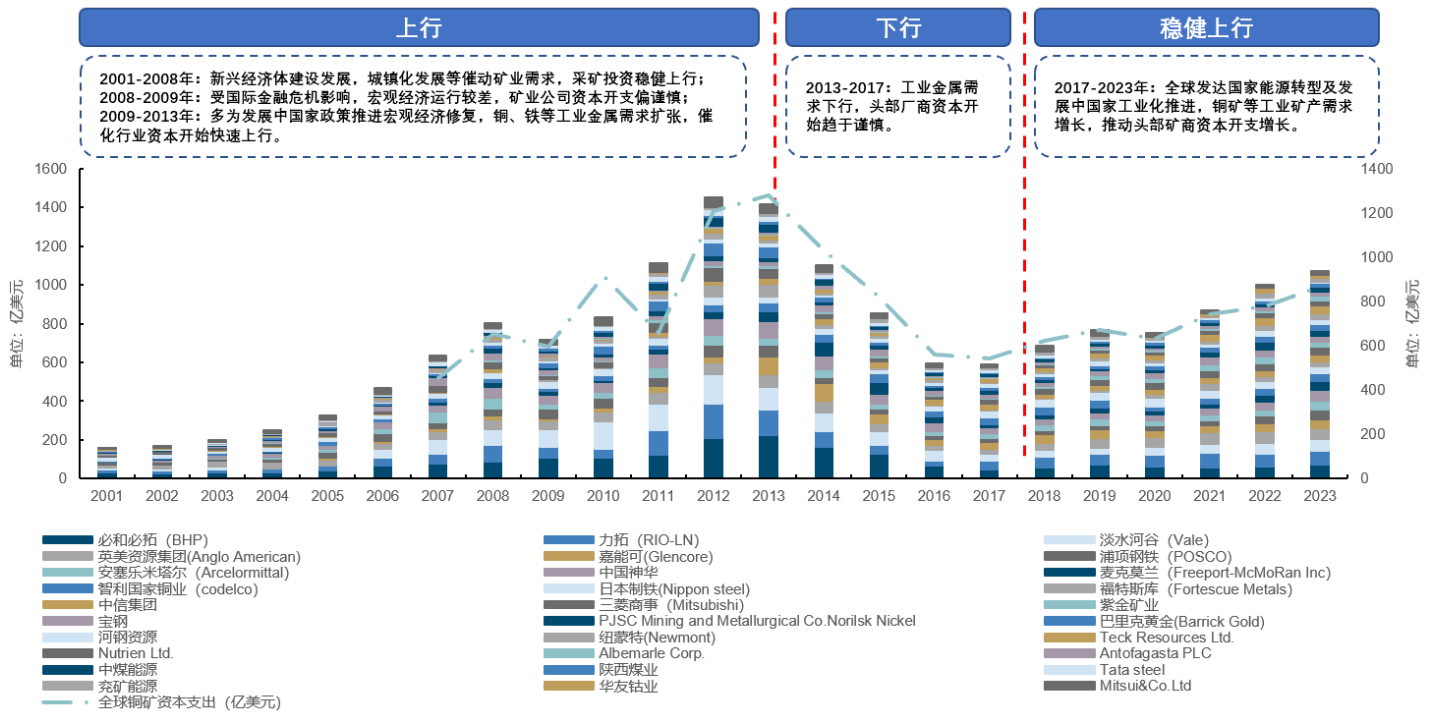 上行
下行
稳健上行
2001-2008年：新兴经济体建设发展，城镇化发展等催动矿业需求，采矿投资稳健上行；
2008-2009年：受国际金融危机影响，宏观经济运行较差，矿业公司资本开支偏谨慎；
2009-2013年：多为发展中国家政策推进宏观经济修复，铜、铁等工业金属需求扩张，催
化行业资本开始快速上行。
2013-2017：工业金属需
求下行，头部厂商资本开
始趋于谨慎。
2017-2023年：全球发达国家能源转型及发
展中国家工业化推进，铜矿等工业矿产需求
增长，推动头部矿商资本开支增长。
单位：亿美元
1600
1400
1200
1000
800
600
400
200
0
1400
1200
1000
800
600
400
200
0
单位：亿美元
2001 2002 2003 2004 2005 2006 2007 2008 2009 2010 2011 2012 2013 2014 2015 2016 2017 2018 2019 2020 2021 2022 2023
必和必拓（BHP） 力拓（RIO-LN） 淡水河谷（Vale）
英美资源集团(Anglo American) 嘉能可(Glencore) 浦项钢铁（POSCO）
安塞乐米塔尔（Arcelormittal） 中国神华 麦克莫兰（Freeport-McMoRan Inc)
智利国家铜业（codelco） 日本制铁(Nippon steel) 福特斯库（Fortescue Metals）
中信集团 三菱商事（Mitsubishi) 紫金矿业
宝钢 PJSC Mining and Metallurgical Co.Norilsk Nickel 巴里克黄金(Barrick Gold)
河钢资源 纽蒙特(Newmont) Teck Resources Ltd.
Nutrien Ltd. Albemarle Corp. Antofagasta PLC
中煤能源 陕西煤业 Tata steel
兖矿能源 华友钴业 Mitsui&Co.Ltd
全球铜矿资本支出（亿美元）